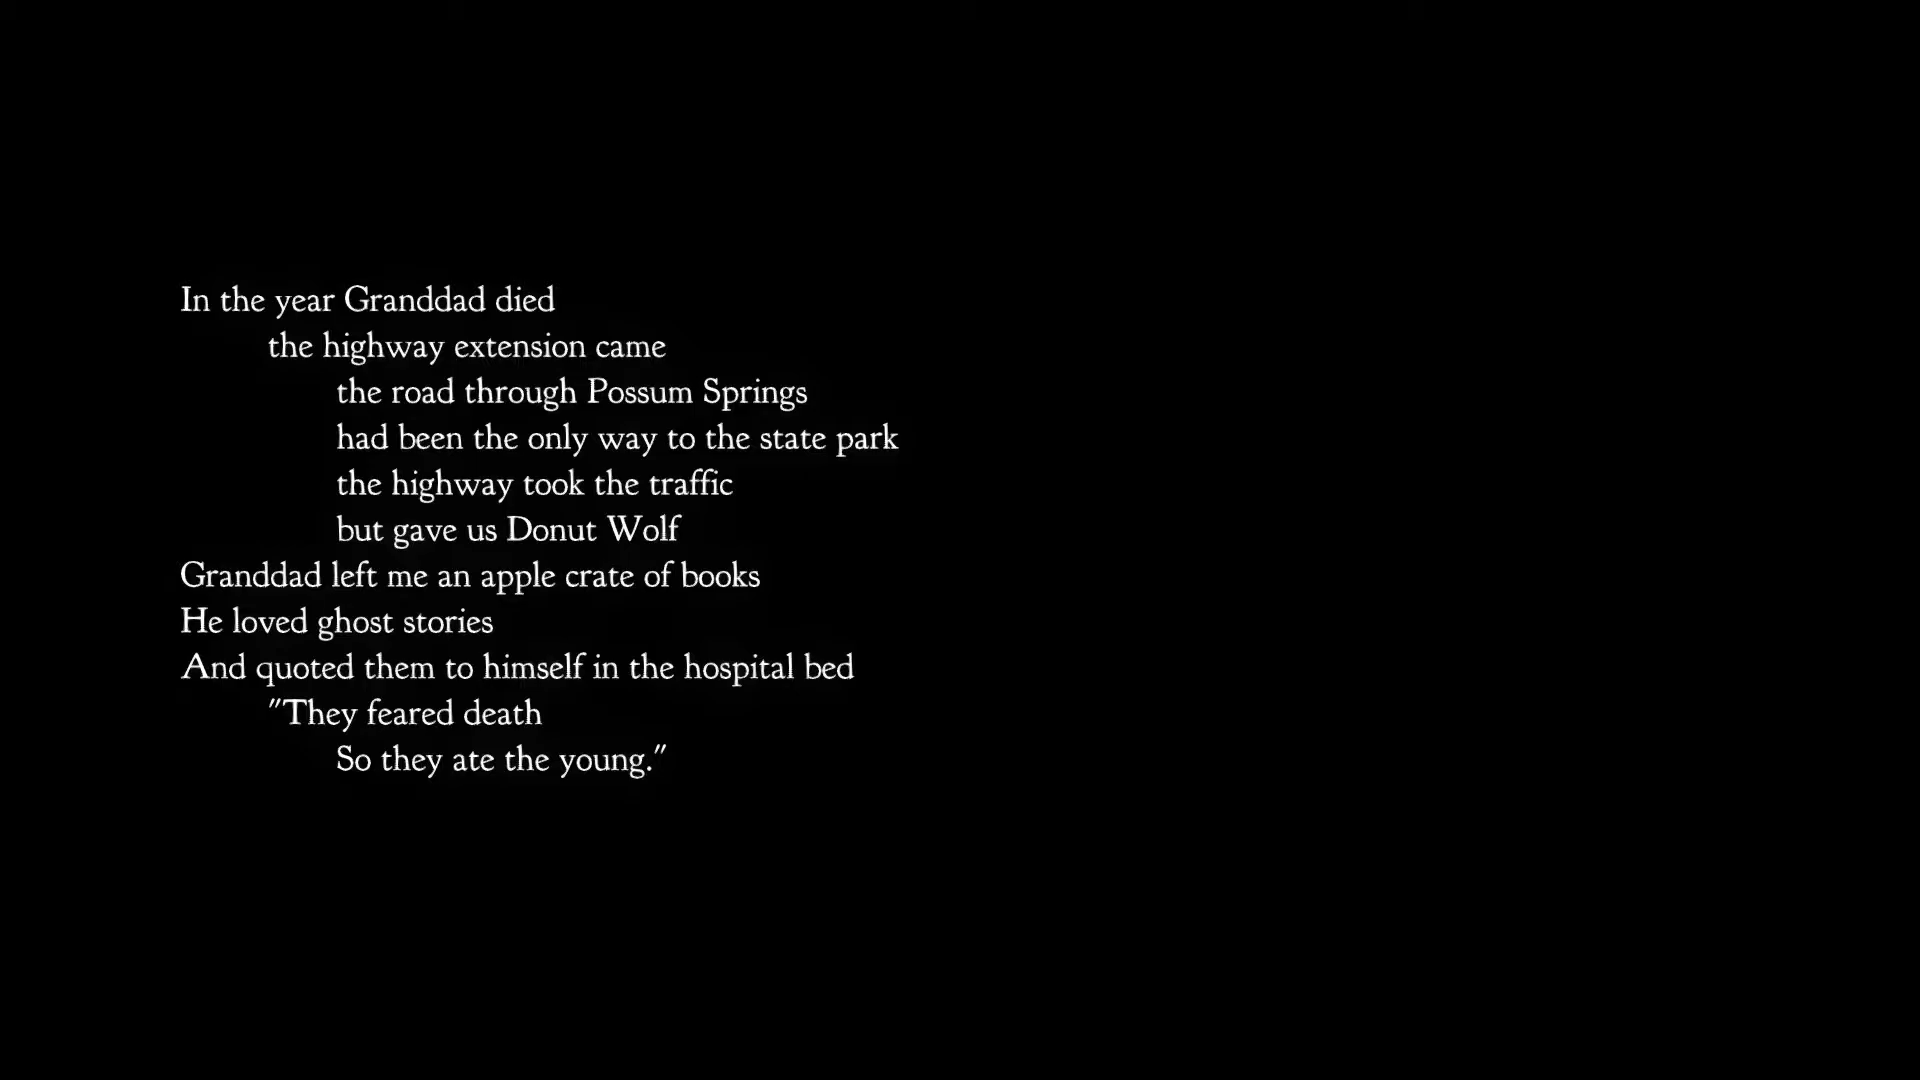 In the year Granddad died
the highway extension came
the road through Possum Springs
had been the only way to the state park
the highway took the traffic
but gave us Donut Wolf
Granddad left me an apple crate of books
He loved ghost stories
And quoted them to himself in the hospital bed
"They feared death
So they ate the young."